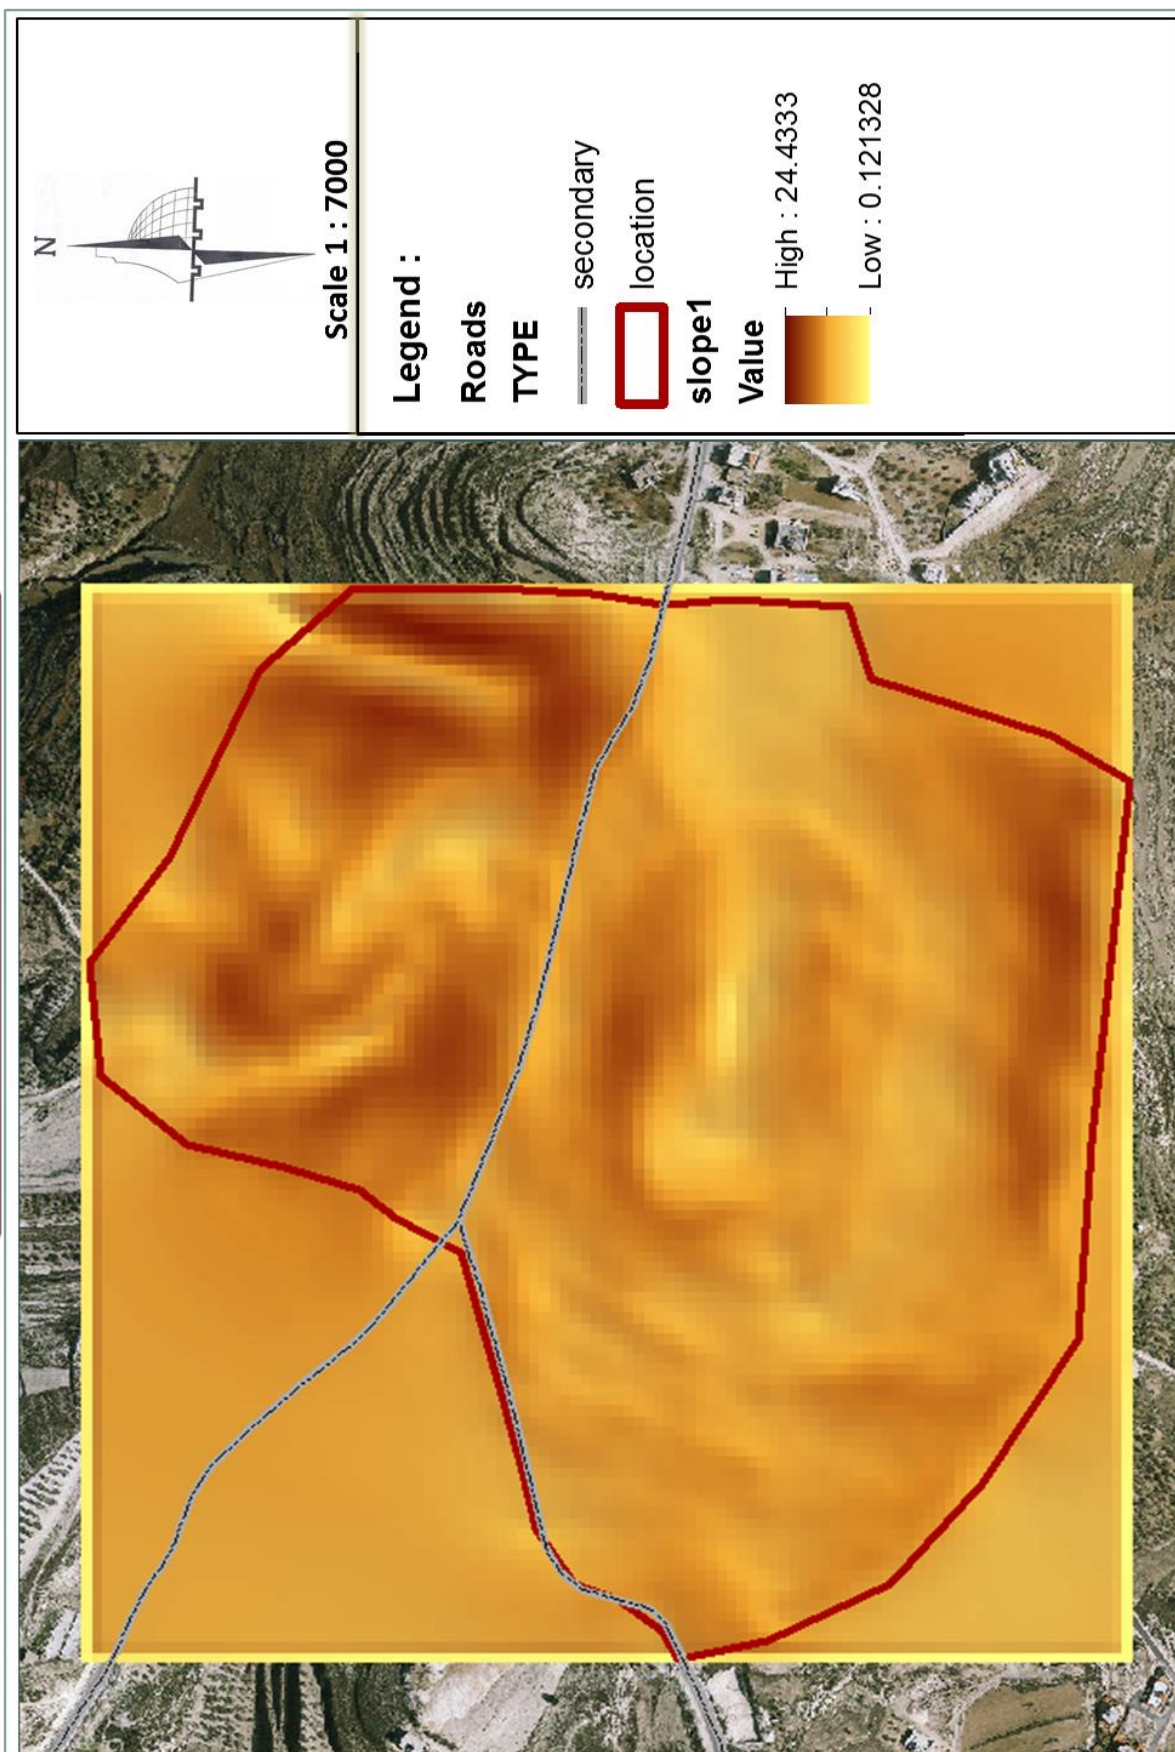 N
Scale 1 : 7000
Legend :
Roads
TYPE
secondary
location
slope1
Value
High : 24.4333
Low : 0.121328